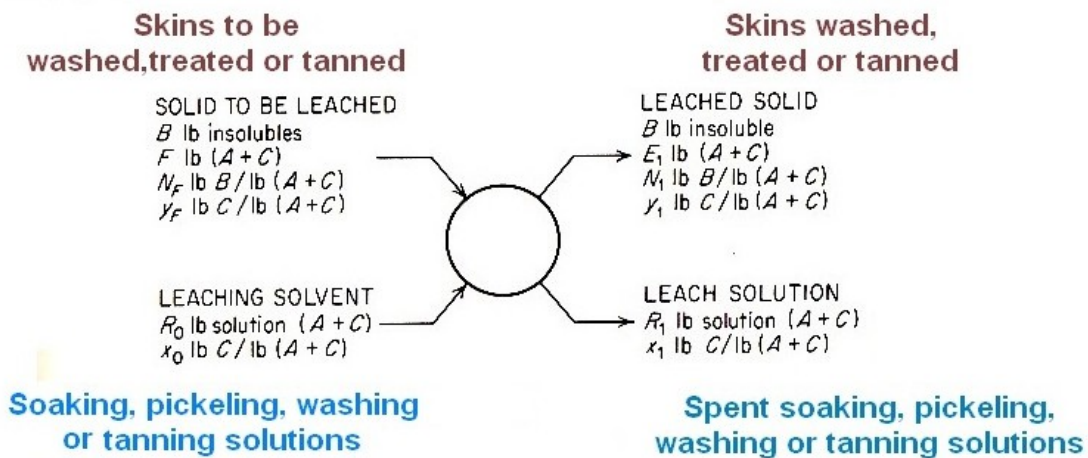 Skins to be
washed,treated or tanned
SOLID TO BE LEACHED
B lb insolubles
F lb (A + C)
N_F lb B/lb (A + C)
y_F lb C/lb (A + C)
LEACHING SOLVENT
R_0 lb solution (A + C)
x_0 lb C/lb (A + C)
Soaking, pickeling, washing
or tanning solutions
Skins washed,
treated or tanned
LEACHED SOLID
B lb insoluble
E_1 lb (A + C)
N_1 lb B/lb (A + C)
y_1 lb C/lb (A + C)
LEACH SOLUTION
R_1 lb solution (A + C)
x_1 lb C/lb (A + C)
Spent soaking, pickeling,
washing or tanning solutions